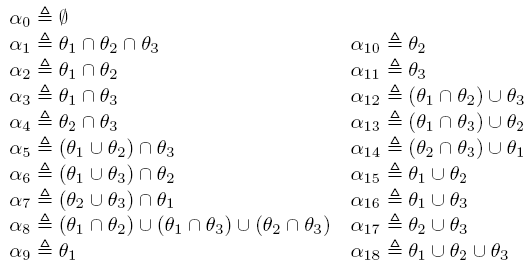 α₀ ≜ ∅
α₁ ≜ θ₁ ∩ θ₂ ∩ θ₃ α₁₀ ≜ θ₂
α₂ ≜ θ₁ ∩ θ₂ α₁₁ ≜ θ₃
α₃ ≜ θ₁ ∩ θ₃ α₁₂ ≜ (θ₁ ∩ θ₂) ∪ θ₃
α₄ ≜ θ₂ ∩ θ₃ α₁₃ ≜ (θ₁ ∩ θ₃) ∪ θ₂
α₅ ≜ (θ₁ ∪ θ₂) ∩ θ₃ α₁₄ ≜ (θ₂ ∩ θ₃) ∪ θ₁
α₆ ≜ (θ₁ ∪ θ₃) ∩ θ₂ α₁₅ ≜ θ₁ ∪ θ₂
α₇ ≜ (θ₂ ∪ θ₃) ∩ θ₁ α₁₆ ≜ θ₁ ∪ θ₃
α₈ ≜ (θ₁ ∩ θ₂) ∪ (θ₁ ∩ θ₃) ∪ (θ₂ ∩ θ₃) α₁₇ ≜ θ₂ ∪ θ₃
α₉ ≜ θ₁ α₁₈ ≜ θ₁ ∪ θ₂ ∪ θ₃